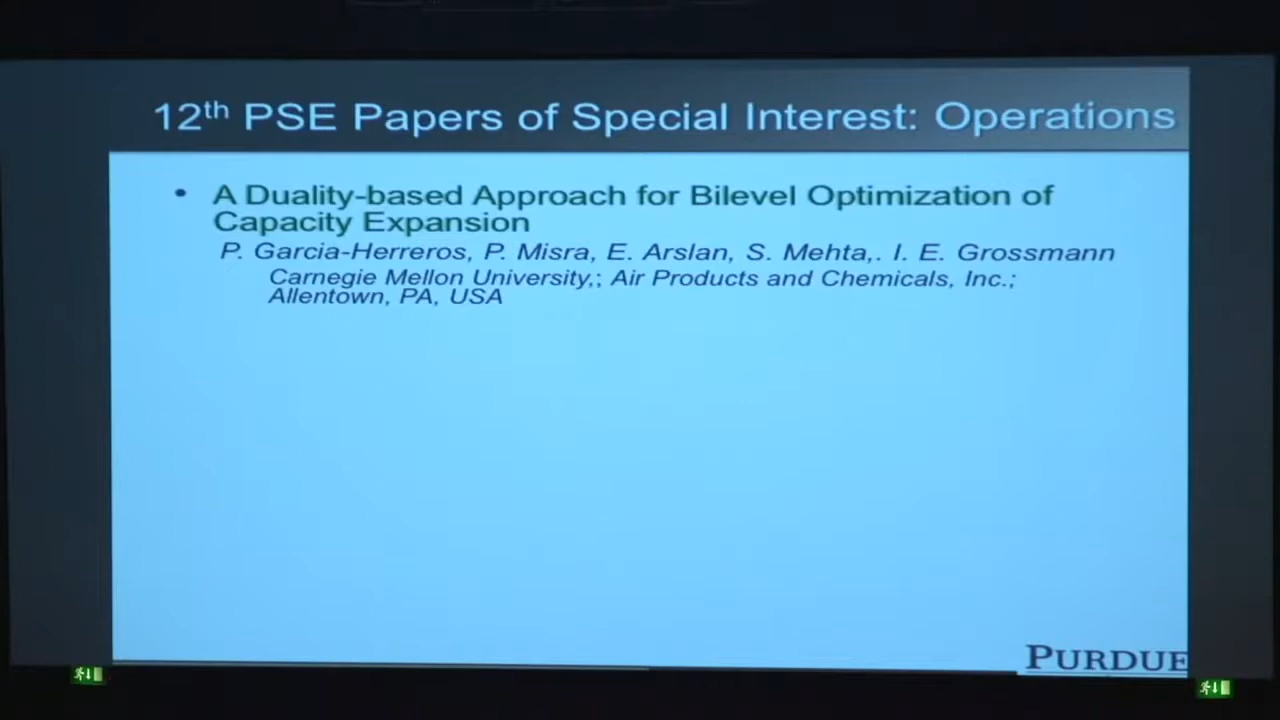 12th PSE Papers of Special Interest: Operations
• A Duality-based Approach for Bilevel Optimization of
Capacity Expansion
P. Garcia-Herreros, P. Misra, E. Arslan, S. Mehta,. I. E. Grossmann
Carnegie Mellon University,; Air Products and Chemicals, Inc.;
Allentown, PA, USA
PURDUE